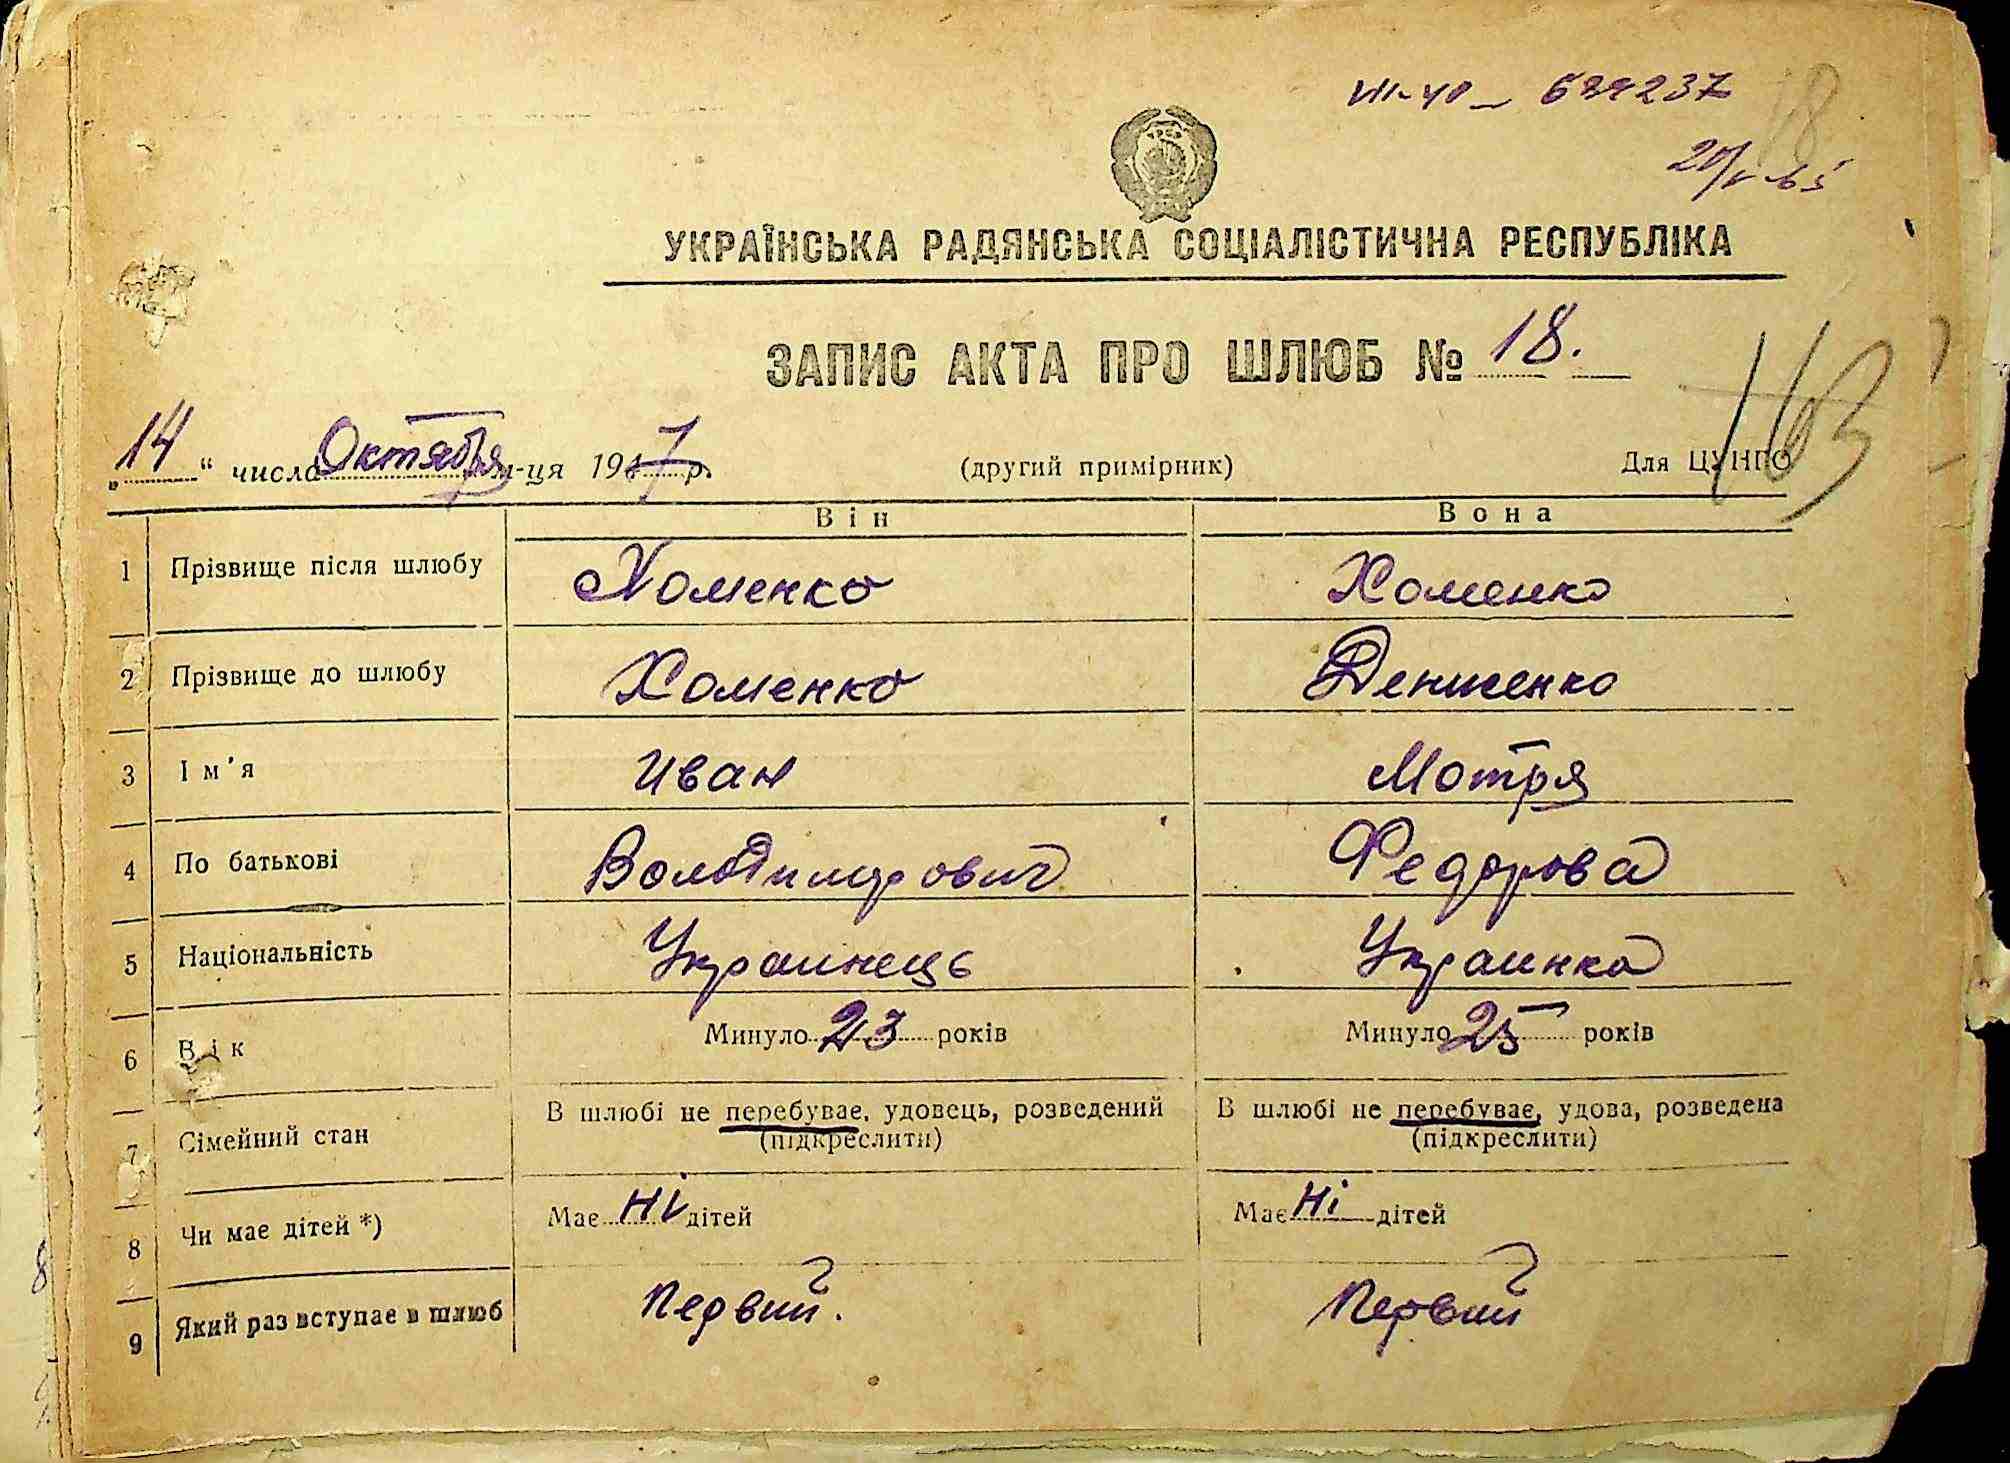 УКРАЇНСЬКА РАДЯНСЬКА СОЦІАЛІСТИЧНА РЕСПУБЛІКА
ЗАПИС АКТА ПРО ШЛЮБ № 18.
„14“ числа Октября м-ця 1947 р. (другий примірник) Для ЦУНГО
Він Вона
1 Прізвище після шлюбу Хоменко Хоменко
2 Прізвище до шлюбу Хоменко Денисенко
3 Ім'я Иван Мотря
4 По батькові Володимирович Федорова
5 Національність Украинець Украинка
6 Вік Минуло 23 років Минуло 25 років
7 Сімейний стан В шлюбі не перебуває, удовець, розведений В шлюбі не перебуває, удова, розведена
(підкреслити) (підкреслити)
8 Чи має дітей *) Має Ні дітей Має Ні дітей
9 Який раз вступає в шлюб Первий. Первий